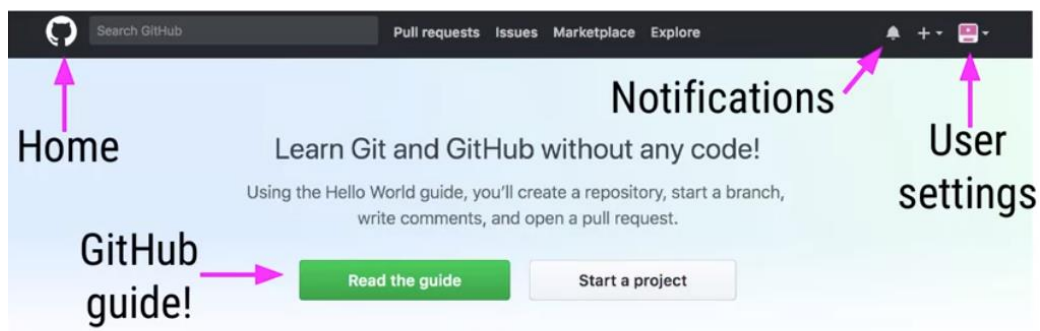 Search GitHub Pull requests Issues Marketplace Explore
Notifications
Home
User
settings
Learn Git and GitHub without any code!
Using the Hello World guide, you'll create a repository, start a branch,
write comments, and open a pull request.
GitHub
guide!
Read the guide Start a project